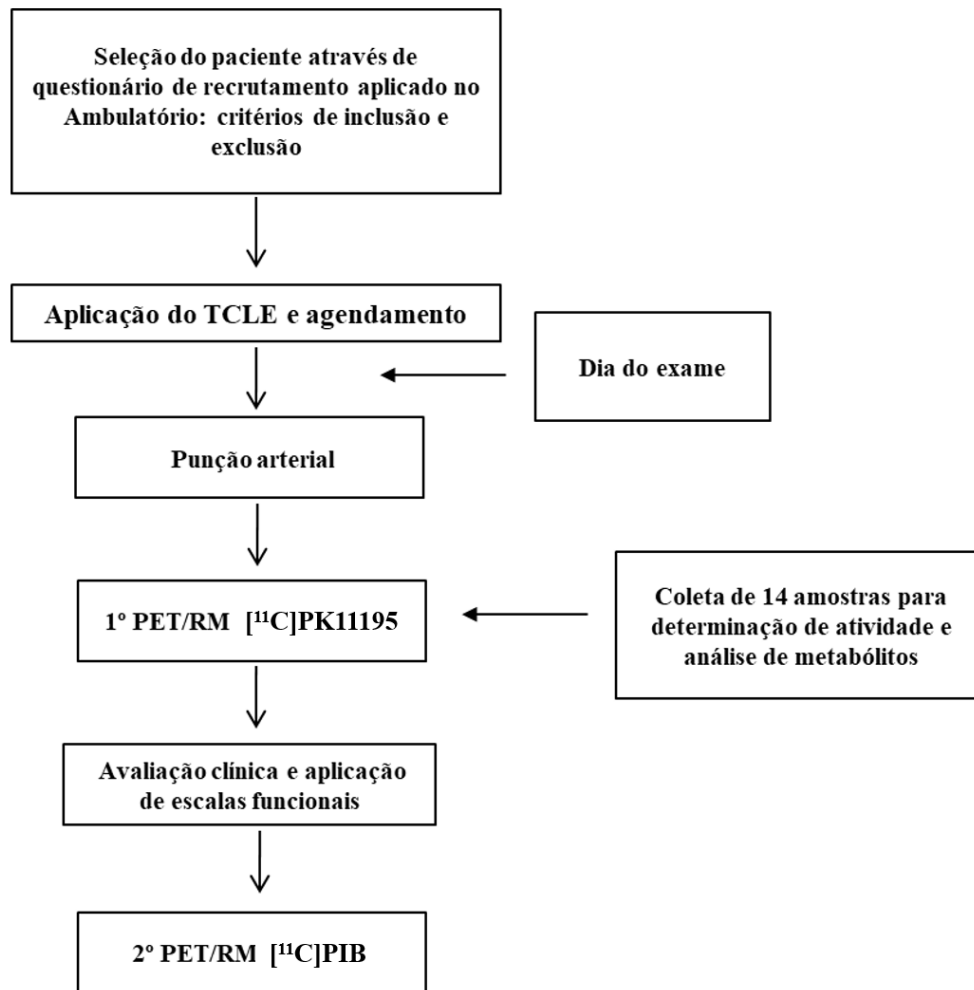 Seleção do paciente através de
questionário de recrutamento aplicado no
Ambulatório: critérios de inclusão e
exclusão
Aplicação do TCLE e agendamento
Dia do exame
Punção arterial
1º PET/RM [¹¹C]PK11195
Coleta de 14 amostras para
determinação de atividade e
análise de metabólitos
Avaliação clínica e aplicação
de escalas funcionais
2º PET/RM [¹¹C]PIB